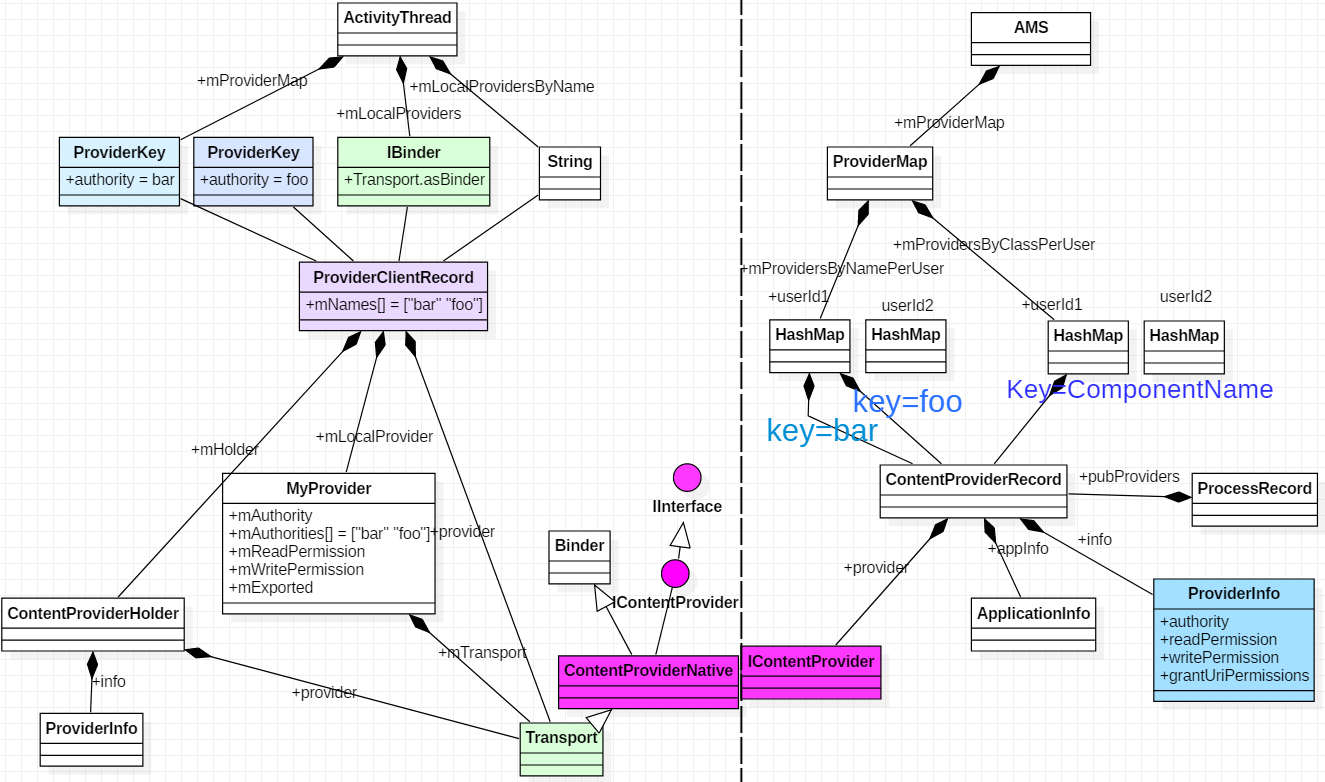 ActivityThread
+mProviderMap
+mLocalProvidersByName
+mLocalProviders
ProviderKey
+authority = bar
ProviderKey
+authority = foo
IBinder
+Transport.asBinder
String
ProviderClientRecord
+mNames[] = ["bar" "foo"]
+mHolder
+mLocalProvider
+provider
MyProvider
+mAuthority
+mAuthorities[] = ["bar" "foo"]
+mReadPermission
+mWritePermission
+mExported
ContentProviderHolder
+info
ProviderInfo
+provider
+mTransport
Transport
IInterface
Binder
IContentProvider
ContentProviderNative
AMS
+mProviderMap
ProviderMap
+mProvidersByClassPerUser
+mProvidersByNamePerUser
+userId1
userId2
+userId1
userId2
HashMap
HashMap
HashMap
HashMap
key=foo
key=bar
Key=ComponentName
ContentProviderRecord
+pubProviders
ProcessRecord
+provider
+appInfo
+info
IContentProvider
ApplicationInfo
ProviderInfo
+authority
+readPermission
+writePermission
+grantUriPermissions